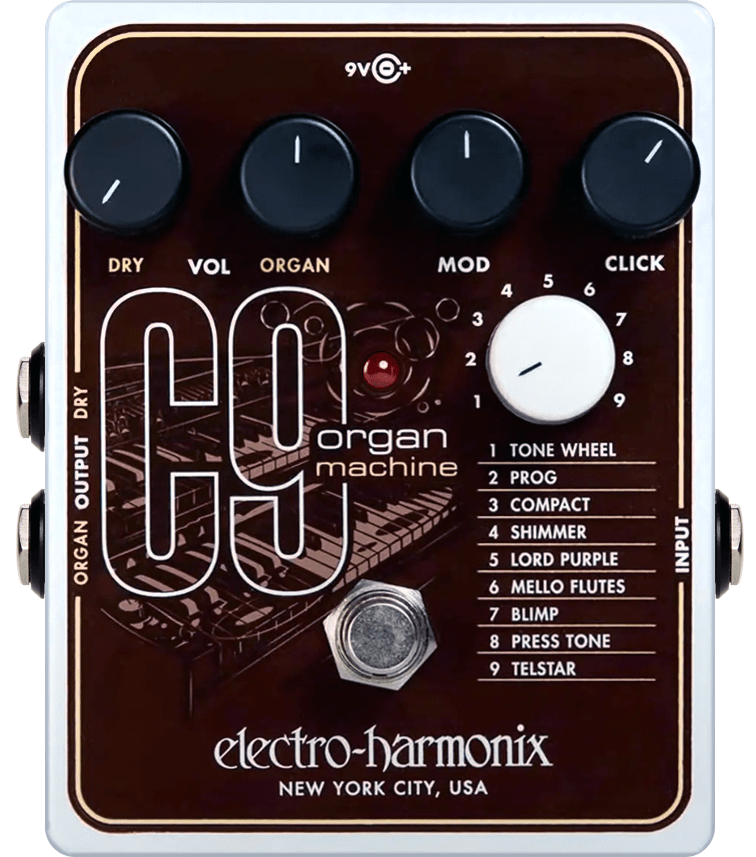 9V - +
DRY VOL ORGAN MOD CLICK
1 2 3 4 5 6 7 8 9
C9
organ
machine
ORGAN OUTPUT DRY
INPUT
1 TONE WHEEL
2 PROG
3 COMPACT
4 SHIMMER
5 LORD PURPLE
6 MELLO FLUTES
7 BLIMP
8 PRESS TONE
9 TELSTAR
electro-harmonix
NEW YORK CITY, USA